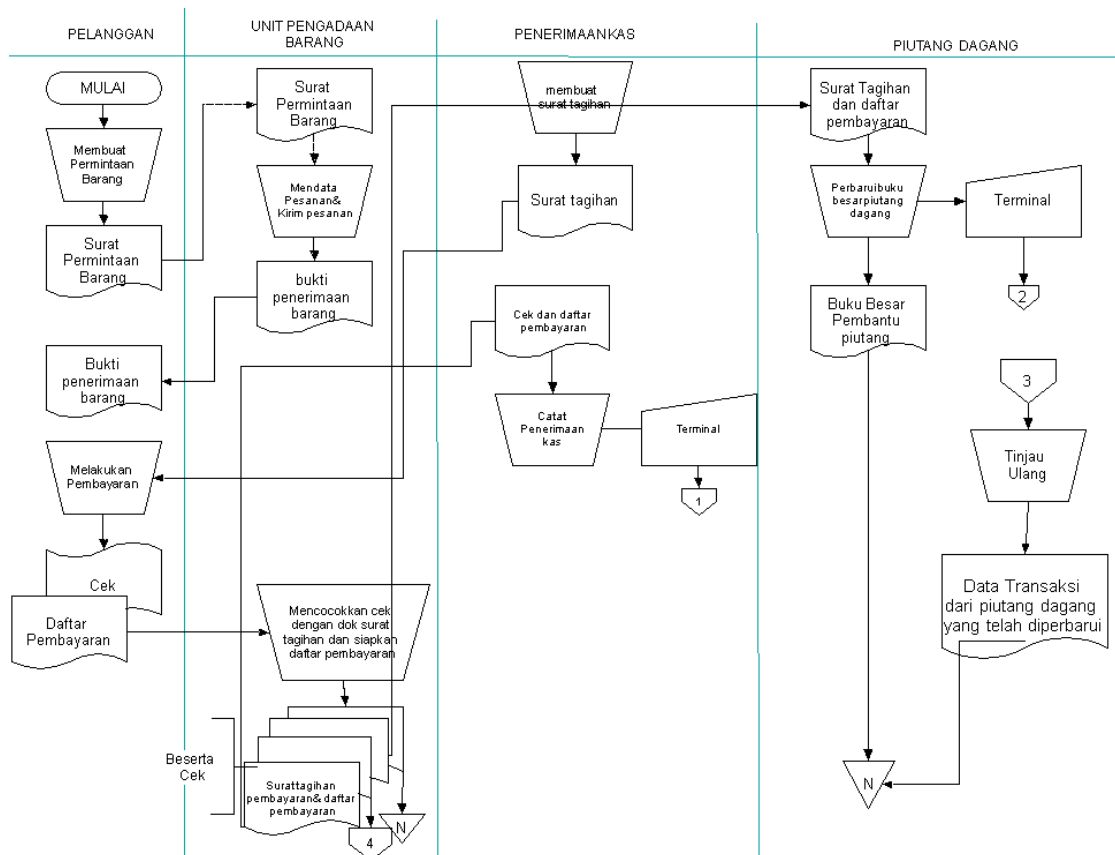 PELANGGAN
UNIT PENGADAAN
BARANG
PENERIMAANKAS
PIUTANG DAGANG
MULAI
Membuat
Permintaan
Barang
Surat
Permintaan
Barang
Bukti
penerimaan
barang
Melakukan
Pembayaran
Cek
Daftar
Pembayaran
Surat
Permintaan
Barang
Mendata
Pesanan&
Kirim pesanan
bukti
penerimaan
barang
Mencocokkan cek
dengan dok surat
tagihan dan siapkan
daftar pembayaran
Beserta
Cek
Surattagihan
pembayaran& daftar
pembayaran
4
N
membuat
surat tagihan
Surat tagihan
Cek dan daftar
pembayaran
Catat
Penerimaan
kas
Terminal
1
Surat Tagihan
dan daftar
pembayaran
Perbaruibuku
besarpiutang
dagang
Terminal
2
Buku Besar
Pembantu
piutang
3
Tinjau
Ulang
Data Transaksi
dari piutang dagang
yang telah diperbarui
N